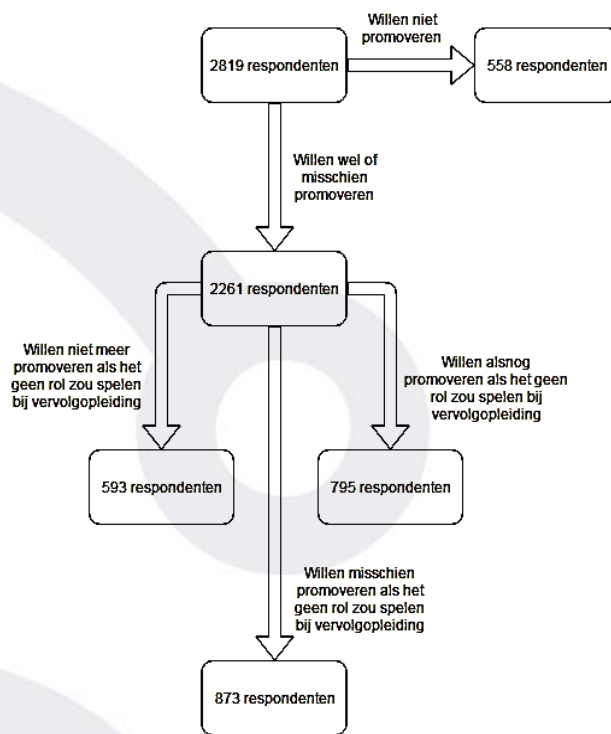 Willen niet
promoveren
2819 respondenten
558 respondenten
Willen wel of
misschien
promoveren
2261 respondenten
Willen niet meer
promoveren als het
geen rol zou spelen
bij vervolgopleiding
Willen alsnog
promoveren als het geen
rol zou spelen bij
vervolgopleiding
593 respondenten
795 respondenten
Willen misschien
promoveren als het
geen rol zou spelen
bij vervolgopleiding
873 respondenten